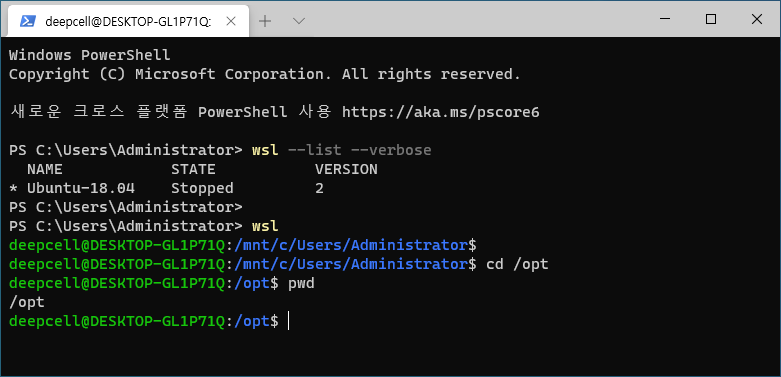 deepcell@DESKTOP-GL1P71Q:
Windows PowerShell
Copyright (C) Microsoft Corporation. All rights reserved.
새로운 크로스 플랫폼 PowerShell 사용 https://aka.ms/pscore6
PS C:\Users\Administrator> wsl --list --verbose
  NAME            STATE           VERSION
* Ubuntu-18.04    Stopped         2
PS C:\Users\Administrator>
PS C:\Users\Administrator> wsl
deepcell@DESKTOP-GL1P71Q:/mnt/c/Users/Administrator$
deepcell@DESKTOP-GL1P71Q:/mnt/c/Users/Administrator$ cd /opt
deepcell@DESKTOP-GL1P71Q:/opt$ pwd
/opt
deepcell@DESKTOP-GL1P71Q:/opt$